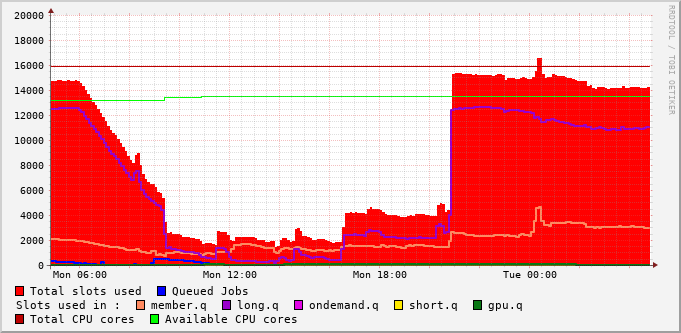 RRDTOOL / TOBI OETIKER
20000
18000
16000
14000
12000
10000
8000
6000
4000
2000
0
Mon 06:00 Mon 12:00 Mon 18:00 Tue 00:00
Total slots used Queued Jobs
Slots used in : member.q long.q ondemand.q short.q gpu.q
Total CPU cores Available CPU cores